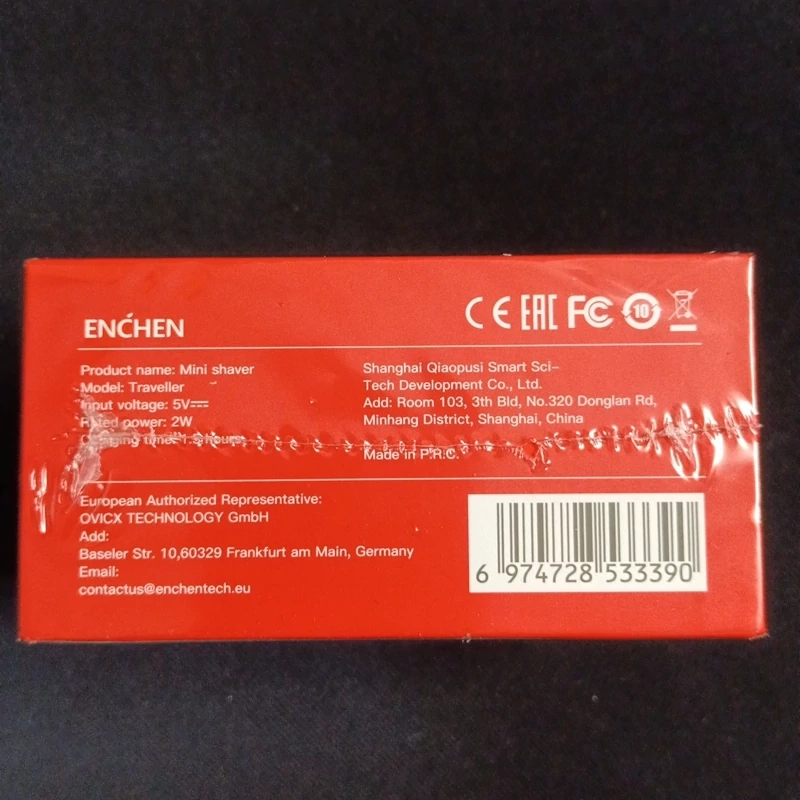 ENCHEN
CE EAC FC 10
Product name: Mini shaver
Model: Traveller
Input voltage: 5V⎓
Rated power: 2W
Charging time: hours
Shanghai Qiaopusi Smart Sci-
Tech Development Co., Ltd.
Add: Room 103, 3th Bld, No.320 Donglan Rd,
Minhang District, Shanghai, China
Made in P.R.C.
European Authorized Representative:
OVICX TECHNOLOGY GmbH
Add:
Baseler Str. 10,60329 Frankfurt am Main, Germany
Email:
contactus@enchentech.eu
6 974728 533390